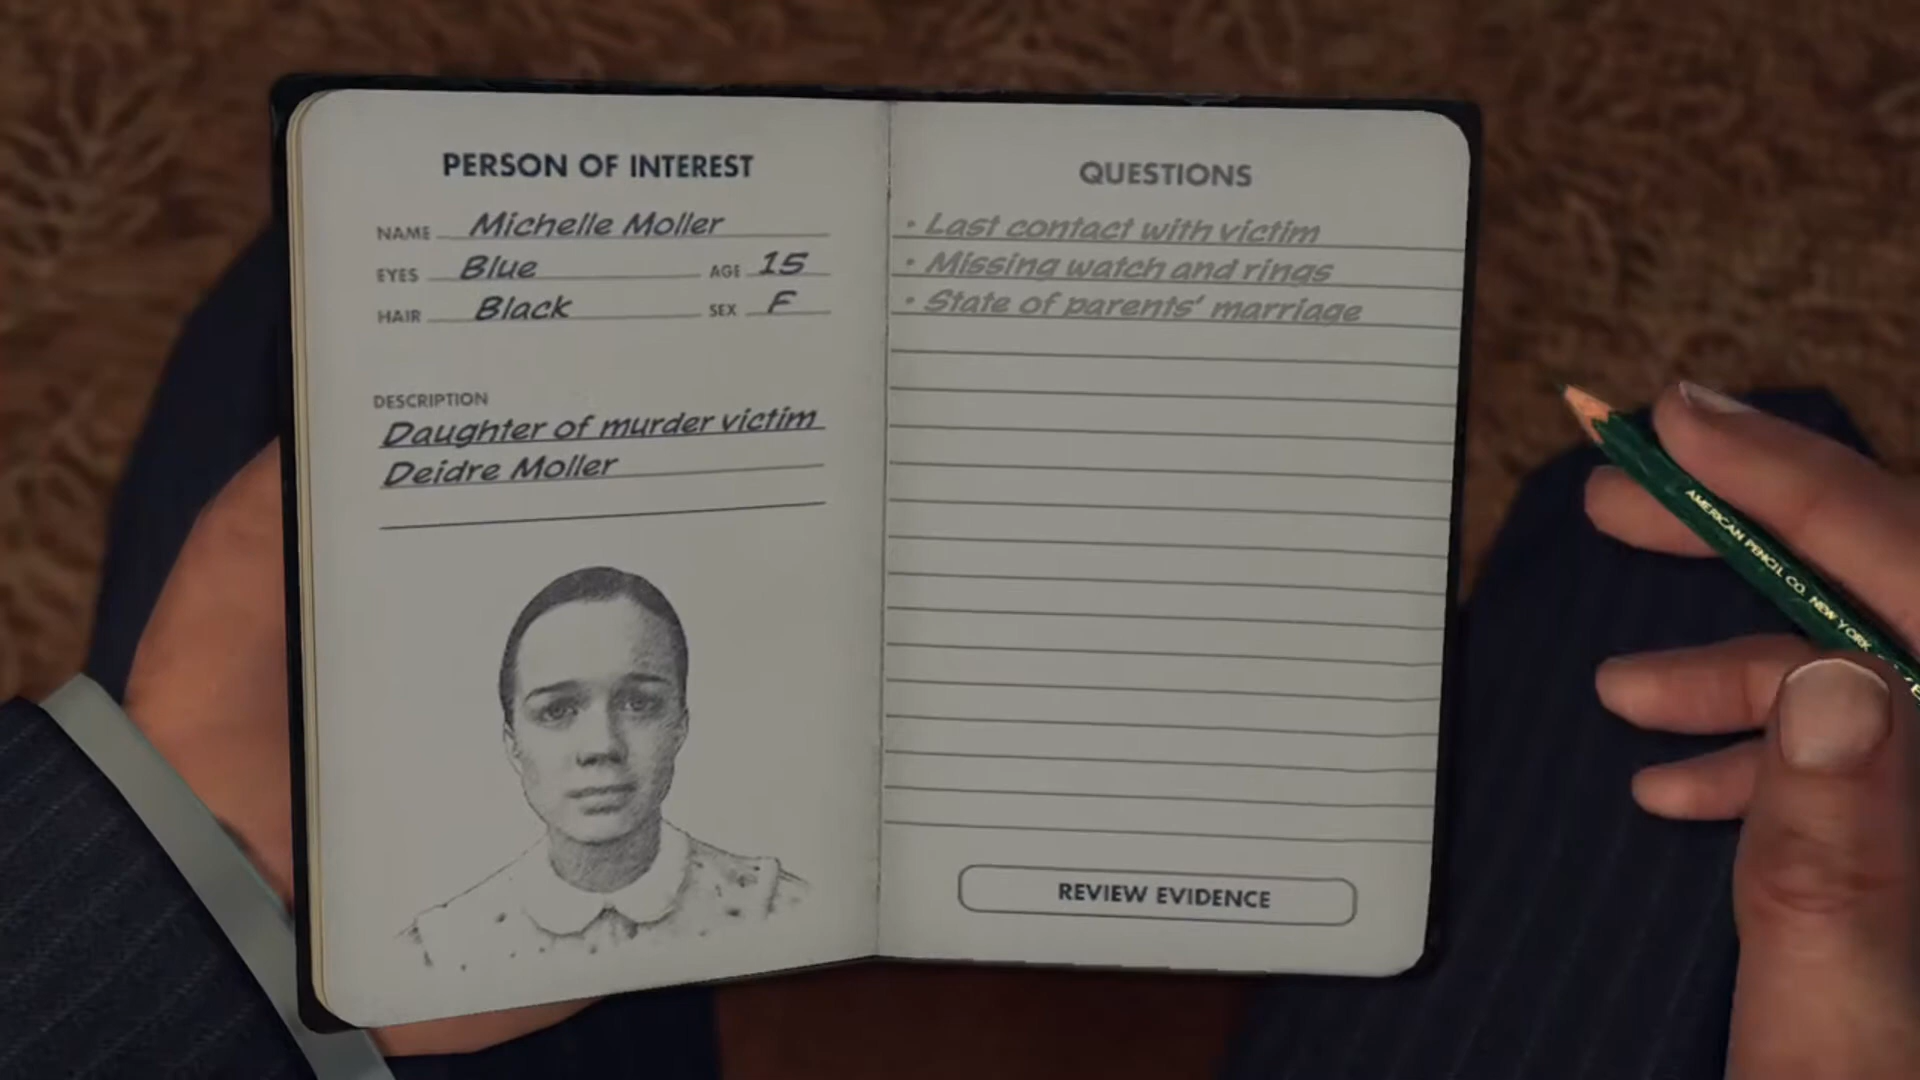 PERSON OF INTEREST
NAME Michelle Moller
EYES Blue AGE 15
HAIR Black SEX F
DESCRIPTION
Daughter of murder victim
Deidre Moller
QUESTIONS
• Last contact with victim
• Missing watch and rings
• State of parents' marriage
REVIEW EVIDENCE
AMERICAN PENCIL CO. NEW YORK